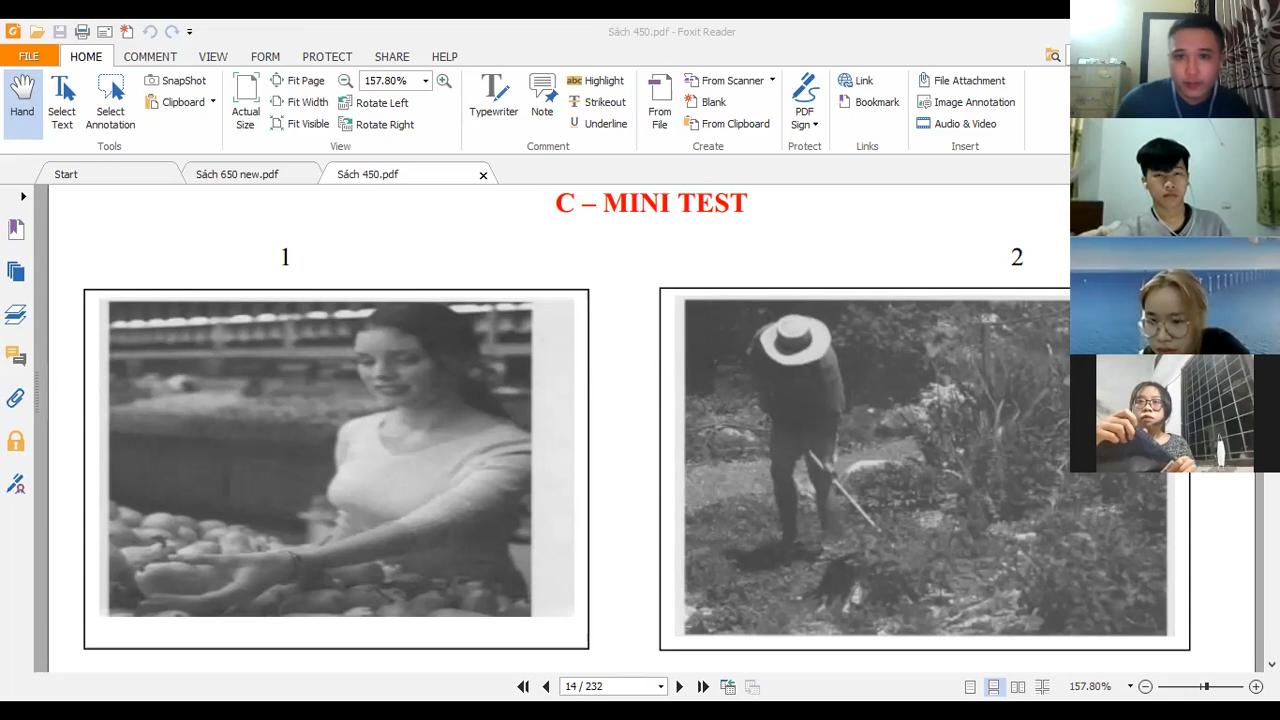 Sách 450.pdf - Foxit Reader
FILE HOME COMMENT VIEW FORM PROTECT SHARE HELP
Hand
Select
Text
Select
Annotation
SnapShot
Clipboard
Tools
Actual
Size
Fit Page
Fit Width
Fit Visible
157.80%
Rotate Left
Rotate Right
View
Typewriter
Note
Highlight
Strikeout
Underline
Comment
From
File
From Scanner
Blank
From Clipboard
Create
PDF
Sign
Protect
Link
Bookmark
Links
File Attachment
Image Annotation
Audio & Video
Insert
Start Sách 650 new.pdf Sách 450.pdf
C – MINI TEST
1 2
14 / 232
157.80%